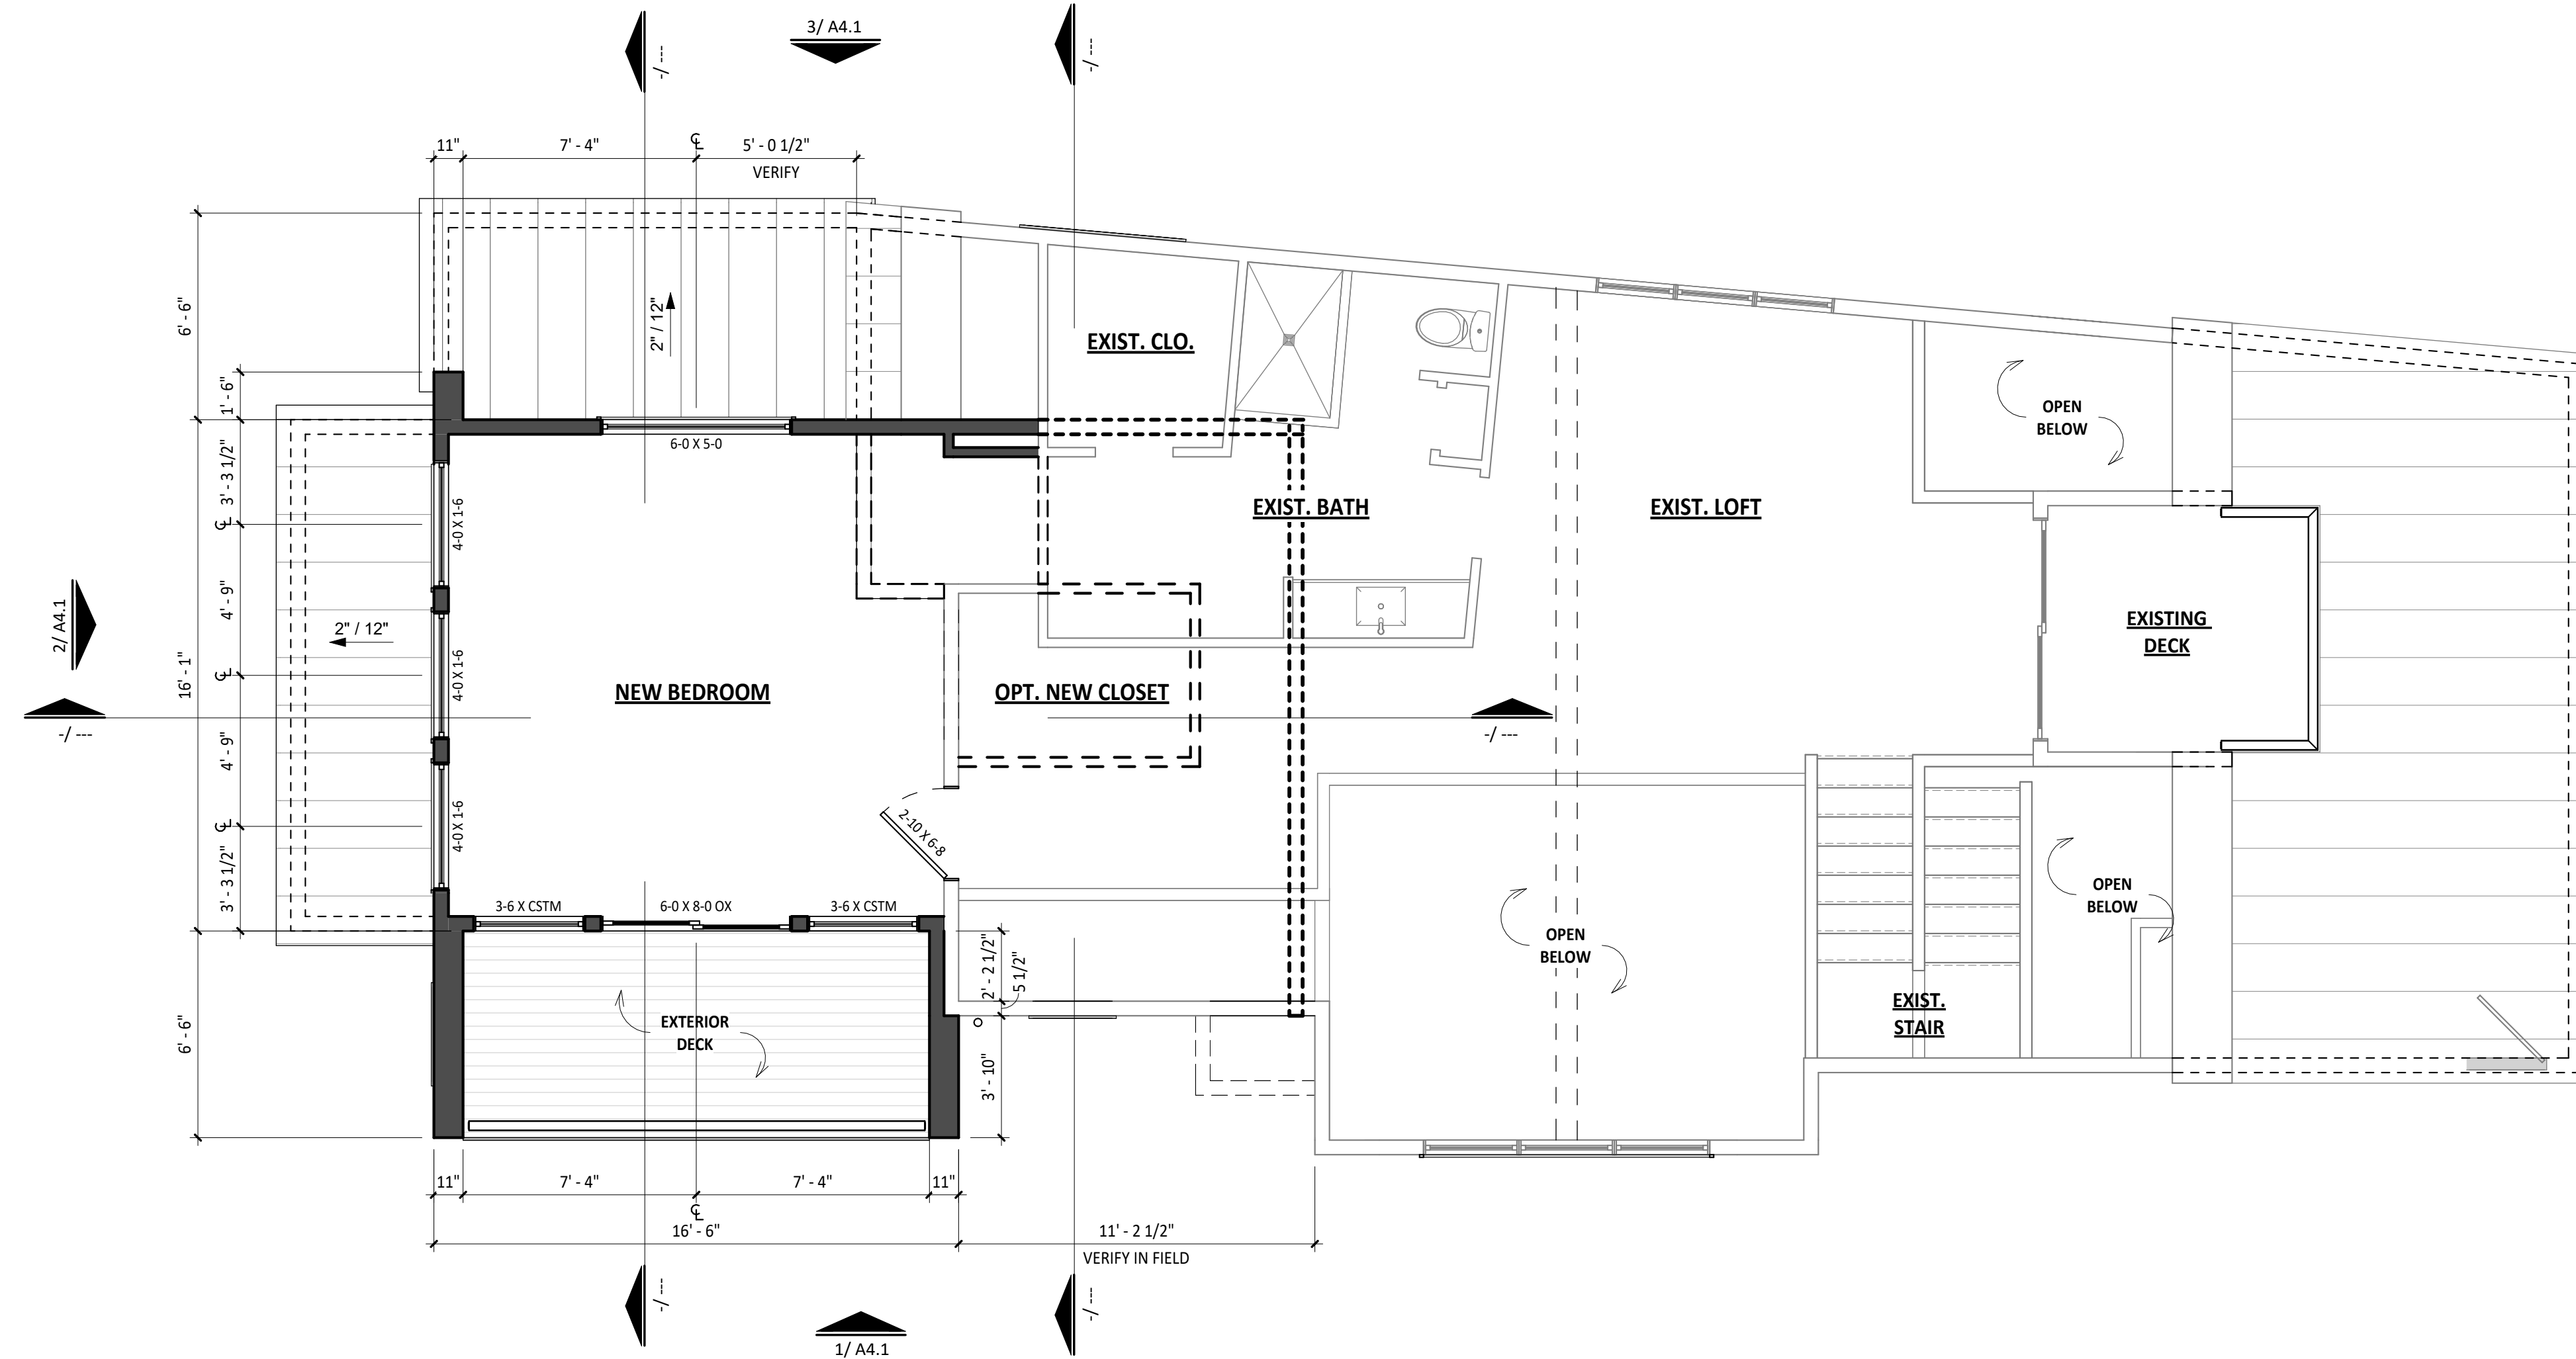 3/ A4.1
-/ ---
-/ ---
11"
7' - 4"
℄
5' - 0 1/2"
VERIFY
6' - 6"
2" / 12"
1' - 6"
6-0 X 5-0
EXIST. CLO.
OPEN
BELOW
3' - 3 1/2"
℄
4-0 X 1-6
EXIST. BATH
EXIST. LOFT
4' - 9"
2/ A4.1
2" / 12"
EXISTING
DECK
16' - 1"
℄
4-0 X 1-6
NEW BEDROOM
OPT. NEW CLOSET
-/ ---
-/ ---
4' - 9"
℄
4-0 X 1-6
2-10 X 6-8
3' - 3 1/2"
3-6 X CSTM
6-0 X 8-0 OX
3-6 X CSTM
OPEN
BELOW
OPEN
BELOW
2' - 2 1/2"
5 1/2"
EXIST.
STAIR
6' - 6"
EXTERIOR
DECK
3' - 10"
11"
7' - 4"
7' - 4"
11"
℄
16' - 6"
11' - 2 1/2"
VERIFY IN FIELD
-/ ---
-/ ---
1/ A4.1